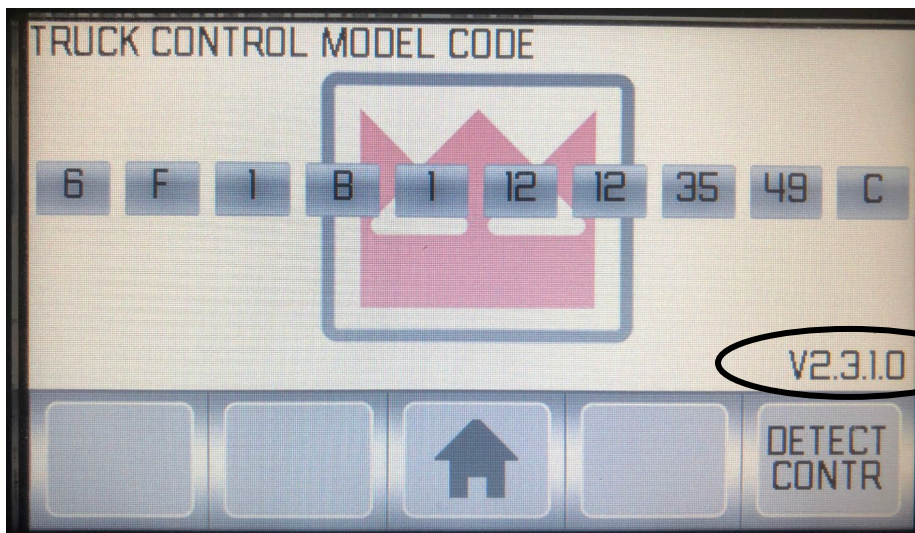 TRUCK CONTROL MODEL CODE
6 F 1 B 1 12 12 35 49 C
V2.3.1.0
DETECT
CONTR